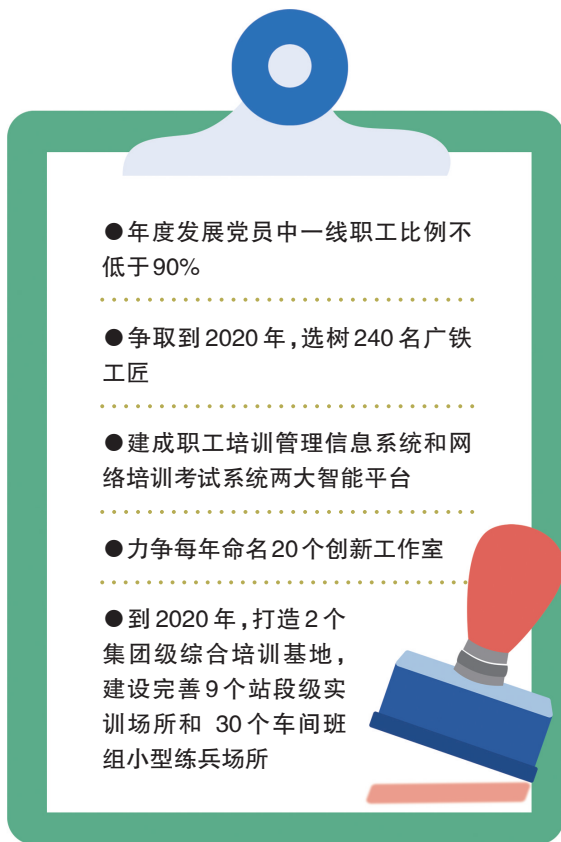 ●年度发展党员中一线职工比例不
低于90%
●争取到2020年,选树240名广铁
工匠
●建成职工培训管理信息系统和网
络培训考试系统两大智能平台
●力争每年命名20个创新工作室
●到2020年,打造2个
集团级综合培训基地,
建设完善9个站段级实
训场所和 30个车间班
组小型练兵场所